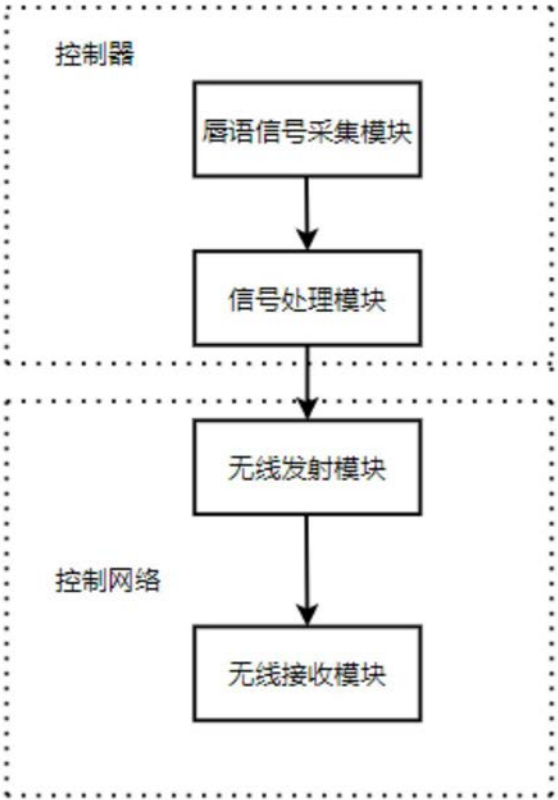 控制器
唇语信号采集模块
信号处理模块
无线发射模块
控制网络
无线接收模块